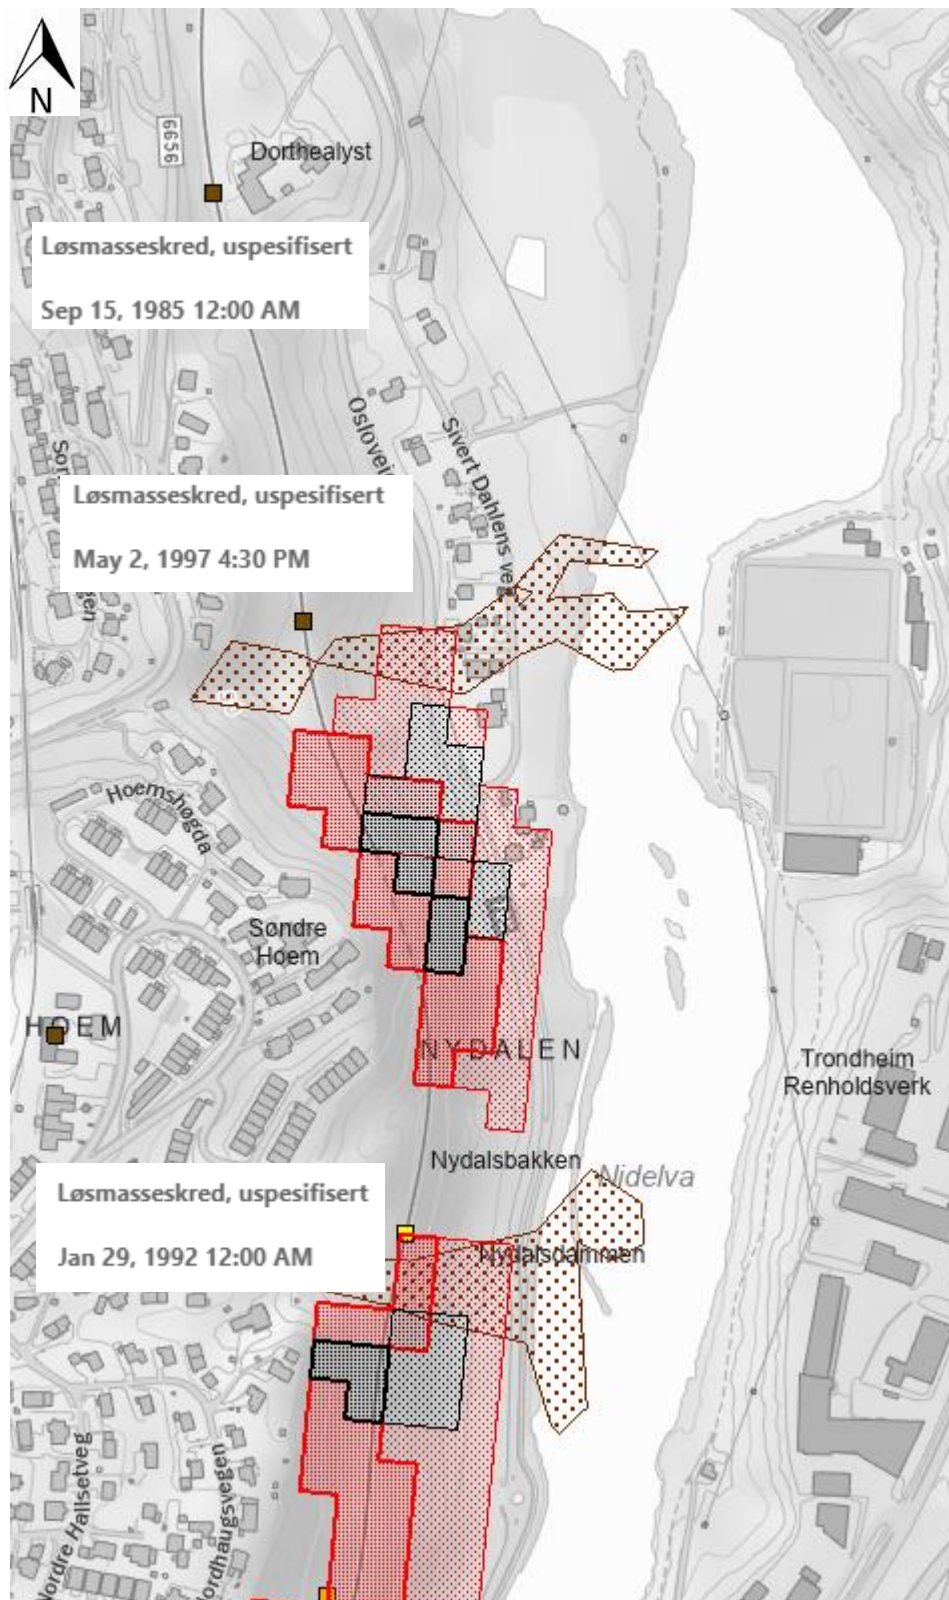 N
6656
Dorthealyst
Løsmasseskred, uspesifisert
Sep 15, 1985 12:00 AM
Oslovei
Sivert Dahlens veg
Løsmasseskred, uspesifisert
May 2, 1997 4:30 PM
Hoemshøgda
Søndre
Hoem
HOEM
NYDALEN
Trondheim
Renholdsverk
Nydalsbakken
Nidelva
Løsmasseskred, uspesifisert
Jan 29, 1992 12:00 AM
Nydalsdammen
Nordre Hallsetveg
ordhaugsvegen